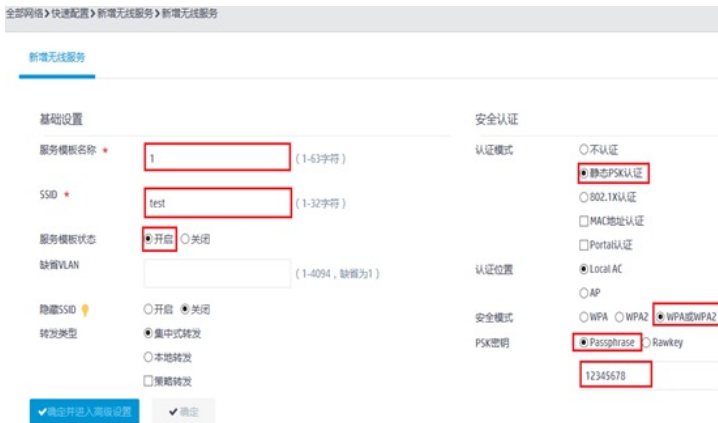 全部网络>快速配置>新增无线服务>新增无线服务
新增无线服务
基础设置
服务模板名称 * 1 (1-63字符)
SSID * test (1-32字符)
服务模板状态 开启 关闭
缺省VLAN (1-4094，缺省为1)
隐藏SSID 开启 关闭
转发类型 集中式转发
本地转发
策略转发
确定并进入高级设置 确定
安全认证
认证模式 不认证
静态PSK认证
802.1X认证
MAC地址认证
Portal认证
认证位置 Local AC
AP
安全模式 WPA WPA2 WPA或WPA2
PSK密钥 Passphrase Rawkey
12345678